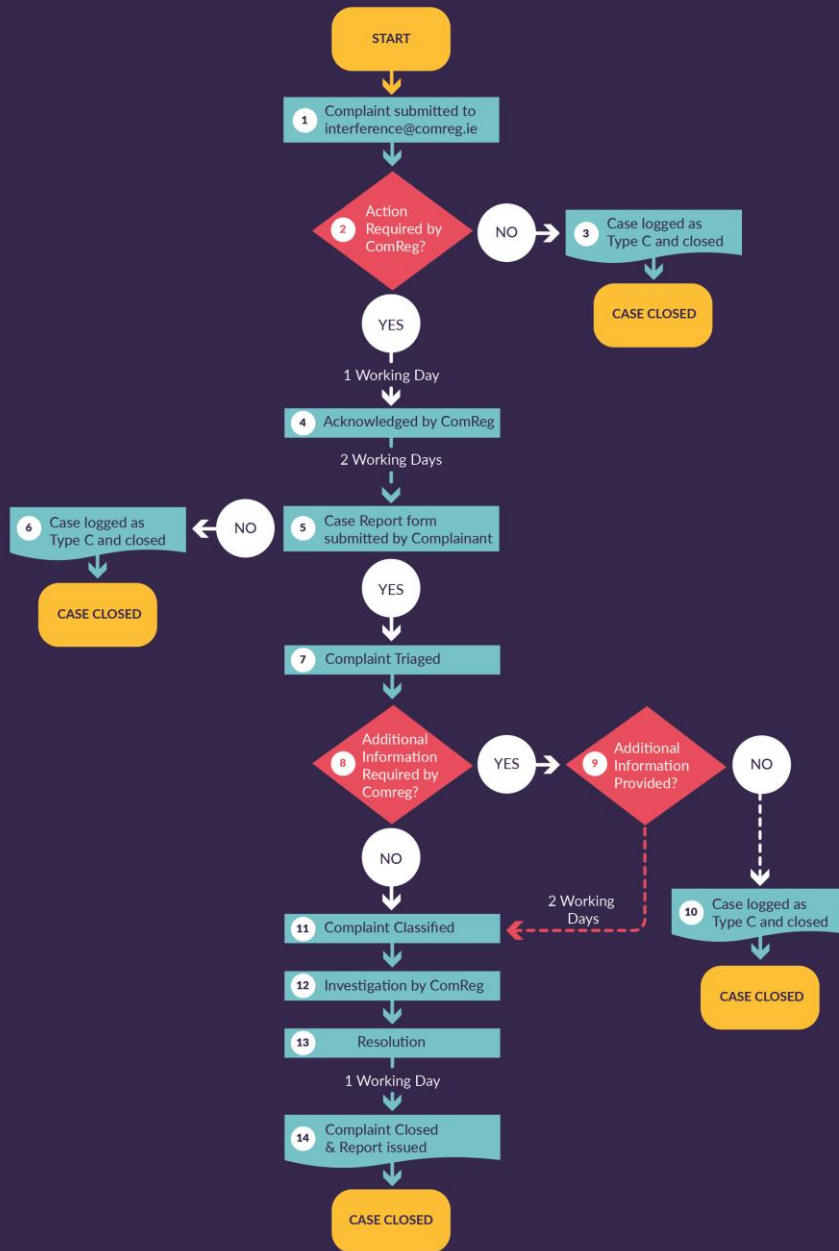 START
1
Complaint submitted to
interference@comreg.ie
2
Action
Required by
ComReg?
NO
3
Case logged as
Type C and closed
CASE CLOSED
YES
1 Working Day
4
Acknowledged by ComReg
2 Working Days
6
Case logged as
Type C and closed
NO
5
Case Report form
submitted by Complainant
CASE CLOSED
YES
7
Complaint Triaged
8
Additional
Information
Required by
Comreg?
YES
9
Additional
Information
Provided?
NO
NO
2 Working
Days
10
Case logged as
Type C and closed
11
Complaint Classified
12
Investigation by ComReg
CASE CLOSED
13
Resolution
1 Working Day
14
Complaint Closed
& Report issued
CASE CLOSED